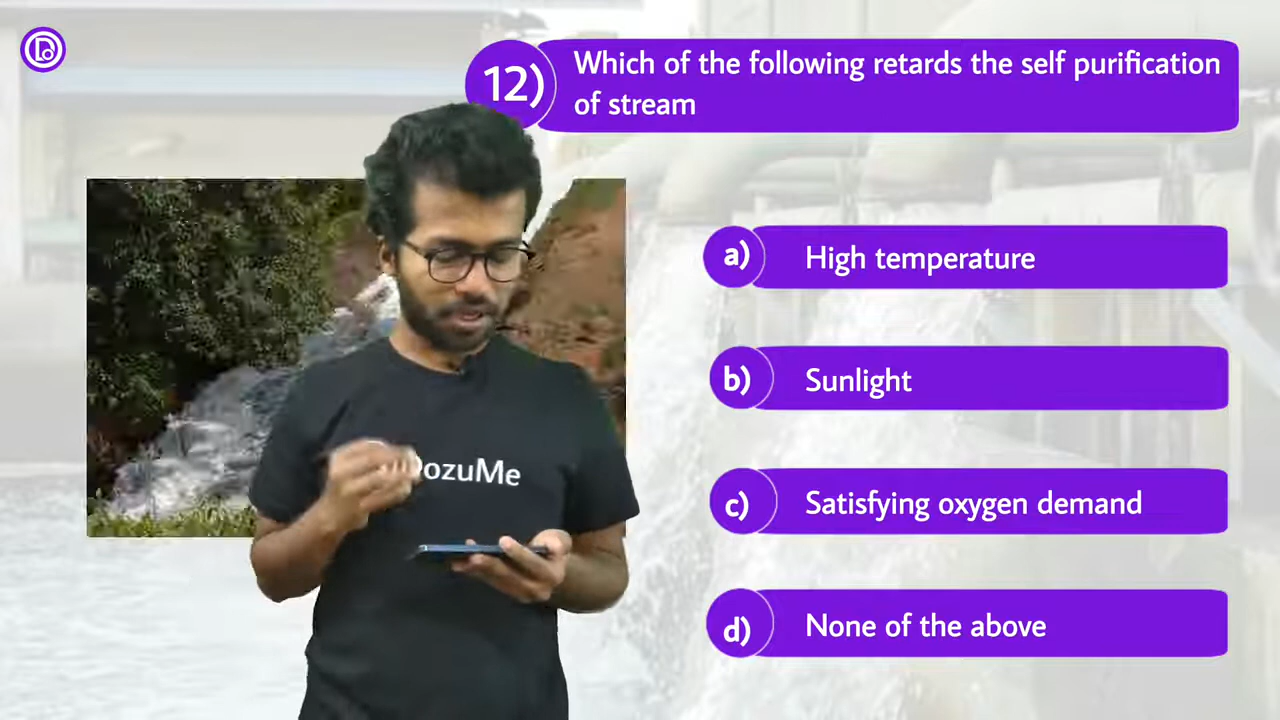 12)
Which of the following retards the self purification
of stream
a) High temperature
b) Sunlight
ozuMe
c) Satisfying oxygen demand
d) None of the above